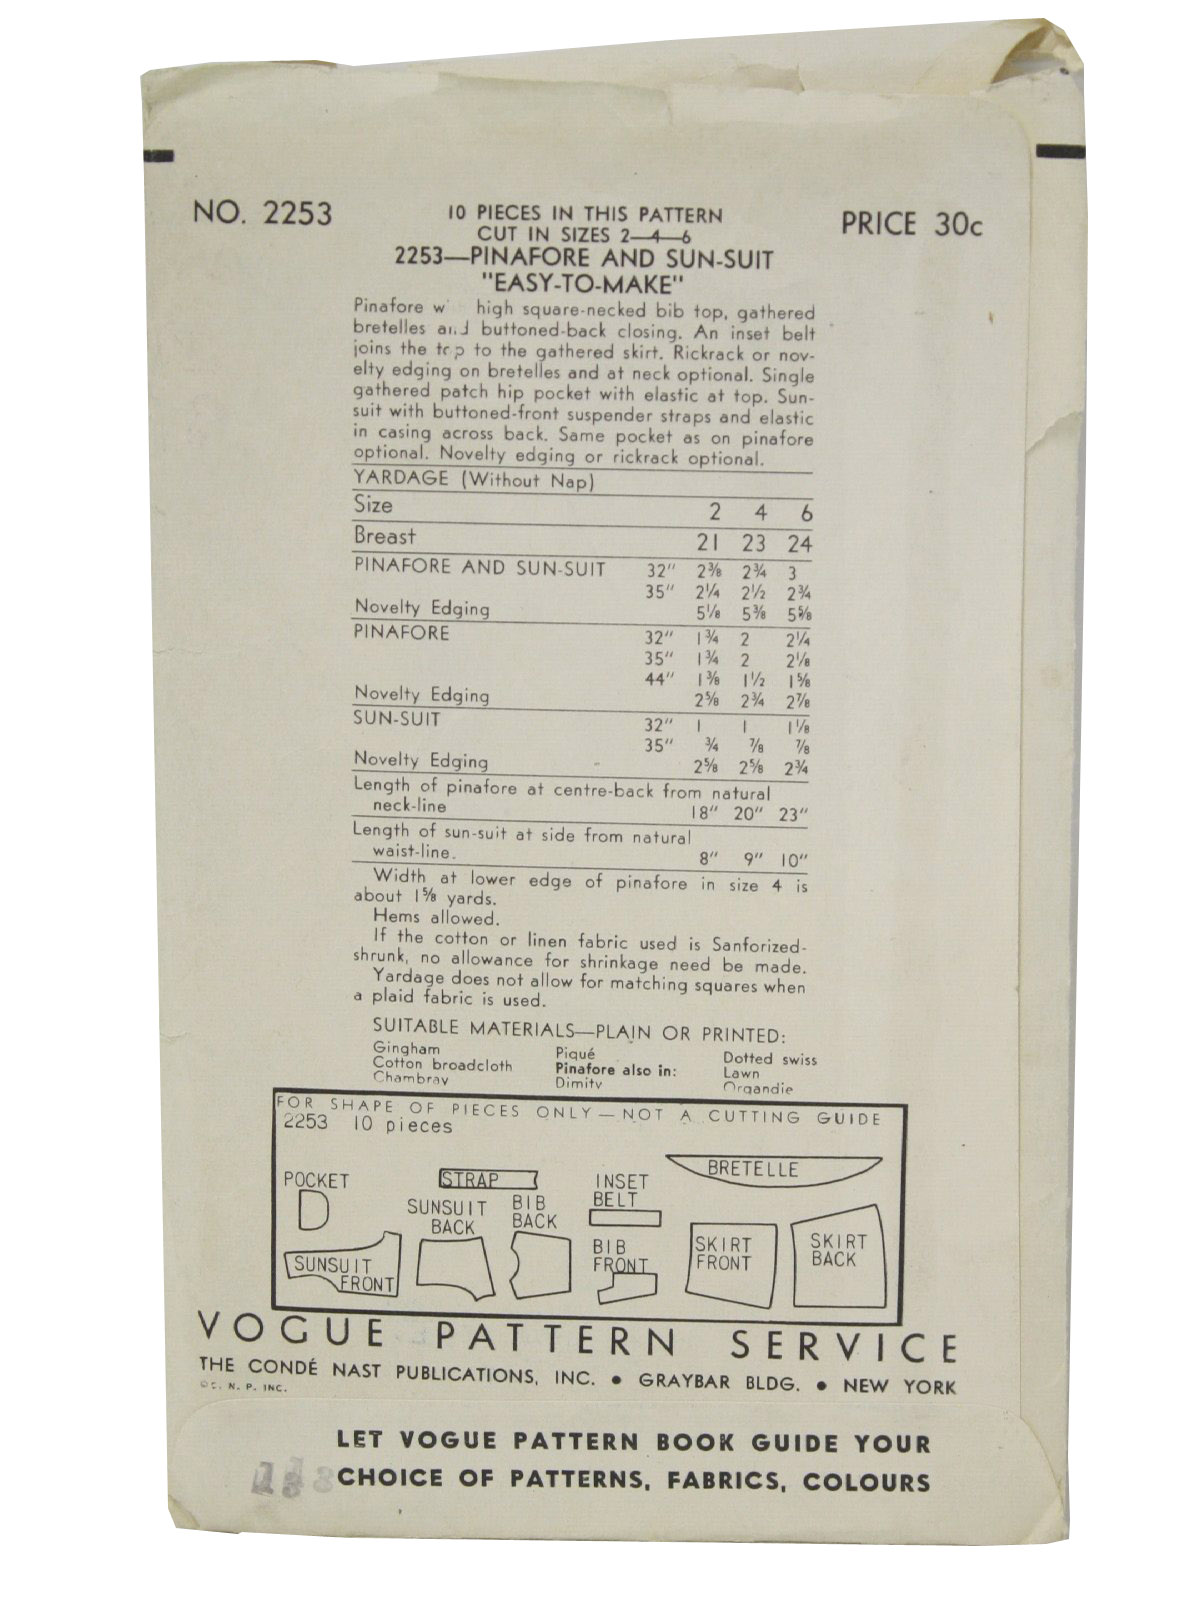 NO. 2253
10 PIECES IN THIS PATTERN
CUT IN SIZES 2—4—6
PRICE 30c
2253—PINAFORE AND SUN-SUIT
"EASY-TO-MAKE"
Pinafore w high square-necked bib top, gathered
bretelles and buttoned-back closing. An inset belt
joins the top to the gathered skirt. Rickrack or nov-
elty edging on bretelles and at neck optional. Single
gathered patch hip pocket with elastic at top. Sun-
suit with buttoned-front suspender straps and elastic
in casing across back. Same pocket as on pinafore
optional. Novelty edging or rickrack optional.
YARDAGE (Without Nap)
Size 2 4 6
Breast 21 23 24
PINAFORE AND SUN-SUIT 32" 2⅜ 2¾ 3
35" 2¼ 2½ 2¾
Novelty Edging 5⅛ 5⅜ 5⅝
PINAFORE 32" 1¾ 2 2¼
35" 1¾ 2 2⅛
44" 1⅜ 1½ 1⅝
Novelty Edging 2⅝ 2¾ 2⅞
SUN-SUIT 32" 1 1 1⅛
35" ¾ ⅞ ⅞
Novelty Edging 2⅝ 2⅝ 2¾
Length of pinafore at centre-back from natural
neck-line 18" 20" 23"
Length of sun-suit at side from natural
waist-line. 8" 9" 10"
Width at lower edge of pinafore in size 4 is
about 1⅝ yards.
Hems allowed.
If the cotton or linen fabric used is Sanforized-
shrunk, no allowance for shrinkage need be made.
Yardage does not allow for matching squares when
a plaid fabric is used.
SUITABLE MATERIALS—PLAIN OR PRINTED:
Gingham Piqué Dotted swiss
Cotton broadcloth Pinafore also in: Lawn
Chambray Dimity Organdie
FOR SHAPE OF PIECES ONLY—NOT A CUTTING GUIDE
2253 10 pieces
POCKET
STRAP
INSET
BELT
BRETELLE
SUNSUIT
BACK
BIB
BACK
SUNSUIT
FRONT
BIB
FRONT
SKIRT
FRONT
SKIRT
BACK
VOGUE PATTERN SERVICE
THE CONDÉ NAST PUBLICATIONS, INC. • GRAYBAR BLDG. • NEW YORK
©C. N. P. INC.
LET VOGUE PATTERN BOOK GUIDE YOUR
CHOICE OF PATTERNS, FABRICS, COLOURS